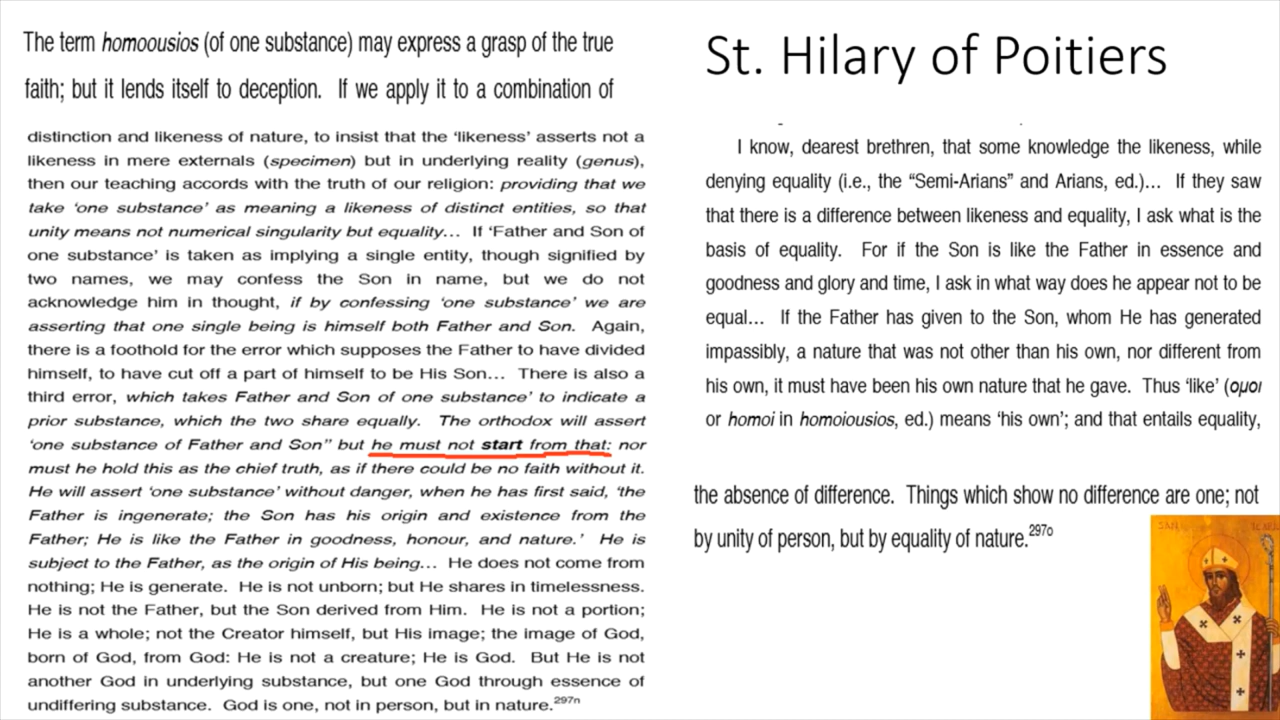 The term homoousios (of one substance) may express a grasp of the true
faith; but it lends itself to deception. If we apply it to a combination of
distinction and likeness of nature, to insist that the ‘likeness’ asserts not a
likeness in mere externals (specimen) but in underlying reality (genus),
then our teaching accords with the truth of our religion: providing that we
take ‘one substance’ as meaning a likeness of distinct entities, so that
unity means not numerical singularity but equality... If ‘Father and Son of
one substance’ is taken as implying a single entity, though signified by
two names, we may confess the Son in name, but we do not
acknowledge him in thought, if by confessing ‘one substance’ we are
asserting that one single being is himself both Father and Son. Again,
there is a foothold for the error which supposes the Father to have divided
himself, to have cut off a part of himself to be His Son... There is also a
third error, which takes Father and Son of one substance’ to indicate a
prior substance, which the two share equally. The orthodox will assert
‘one substance of Father and Son” but he must not start from that: nor
must he hold this as the chief truth, as if there could be no faith without it.
He will assert ‘one substance’ without danger, when he has first said, ‘the
Father is ingenerate; the Son has his origin and existence from the
Father; He is like the Father in goodness, honour, and nature.’ He is
subject to the Father, as the origin of His being... He does not come from
nothing; He is generate. He is not unborn; but He shares in timelessness.
He is not the Father, but the Son derived from Him. He is not a portion;
He is a whole; not the Creator himself, but His image; the image of God,
born of God, from God: He is not a creature; He is God. But He is not
another God in underlying substance, but one God through essence of
undiffering substance. God is one, not in person, but in nature.297n
St. Hilary of Poitiers
I know, dearest brethren, that some knowledge the likeness, while
denying equality (i.e., the “Semi-Arians” and Arians, ed.)... If they saw
that there is a difference between likeness and equality, I ask what is the
basis of equality. For if the Son is like the Father in essence and
goodness and glory and time, I ask in what way does he appear not to be
equal... If the Father has given to the Son, whom He has generated
impassibly, a nature that was not other than his own, nor different from
his own, it must have been his own nature that he gave. Thus ‘like’ (ομοι
or homoi in homoiousios, ed.) means ‘his own’; and that entails equality,
the absence of difference. Things which show no difference are one; not
by unity of person, but by equality of nature.297o
SAN